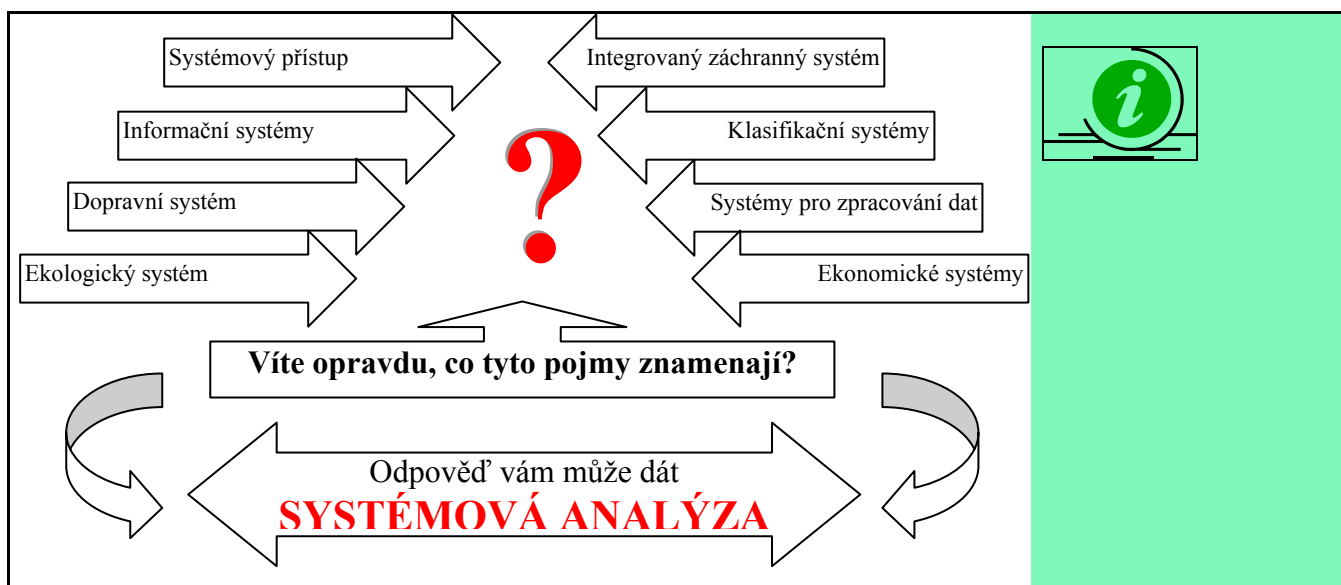 Systémový přístup
Integrovaný záchranný systém
Informační systémy
Klasifikační systémy
Dopravní systém
Systémy pro zpracování dat
Ekologický systém
Ekonomické systémy
?
Víte opravdu, co tyto pojmy znamenají?
Odpověď vám může dát
SYSTÉMOVÁ ANALÝZA
i